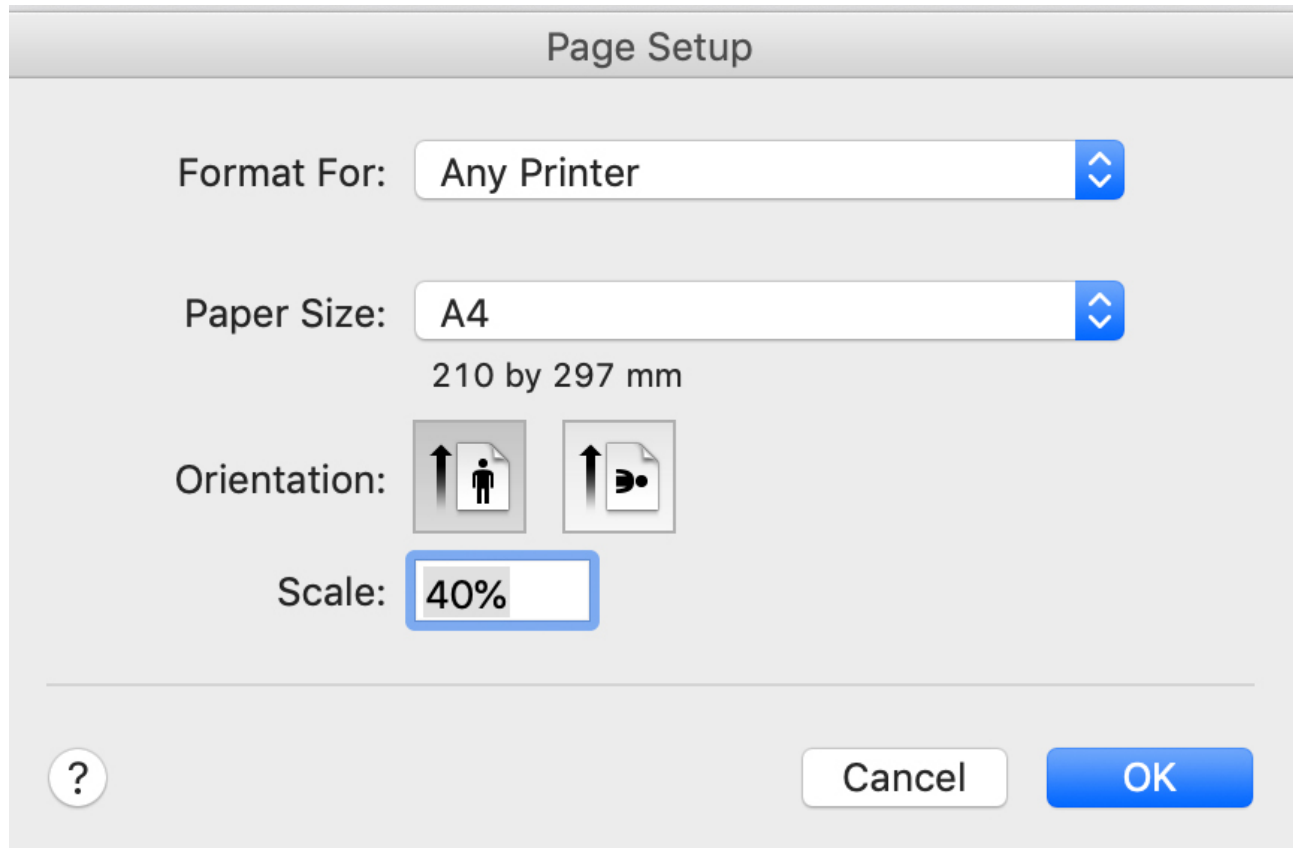 Page Setup
Format For: Any Printer
Paper Size: A4
210 by 297 mm
Orientation:
Scale: 40%
? Cancel OK